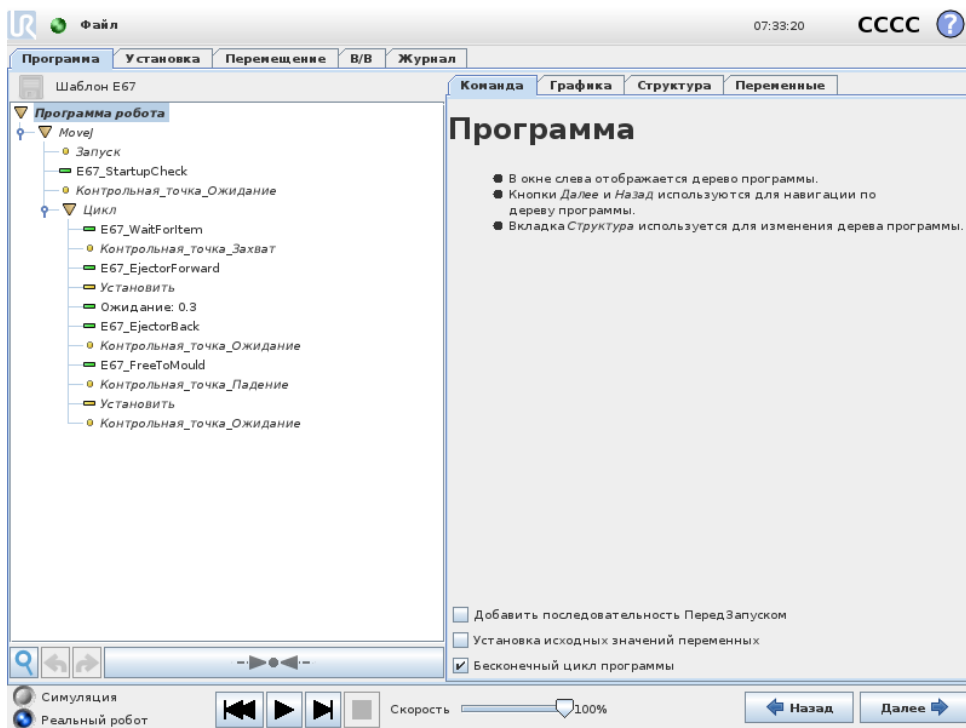 UR Файл 07:33:20 CCCC ?
Программа Установка Перемещение В/В Журнал
Шаблон E67
Программа робота
MoveJ
Запуск
E67_StartupCheck
Контрольная_точка_Ожидание
Цикл
E67_WaitForItem
Контрольная_точка_Захват
E67_EjectorForward
Установить
Ожидание: 0.3
E67_EjectorBack
Контрольная_точка_Ожидание
E67_FreeToMould
Контрольная_точка_Падение
Установить
Контрольная_точка_Ожидание
Команда Графика Структура Переменные
Программа
В окне слева отображается дерево программы.
Кнопки Далее и Назад используются для навигации по
дереву программы.
Вкладка Структура используется для изменения дерева программы.
Добавить последовательность ПередЗапуском
Установка исходных значений переменных
Бесконечный цикл программы
Симуляция
Реальный робот
Скорость 100%
Назад Далее